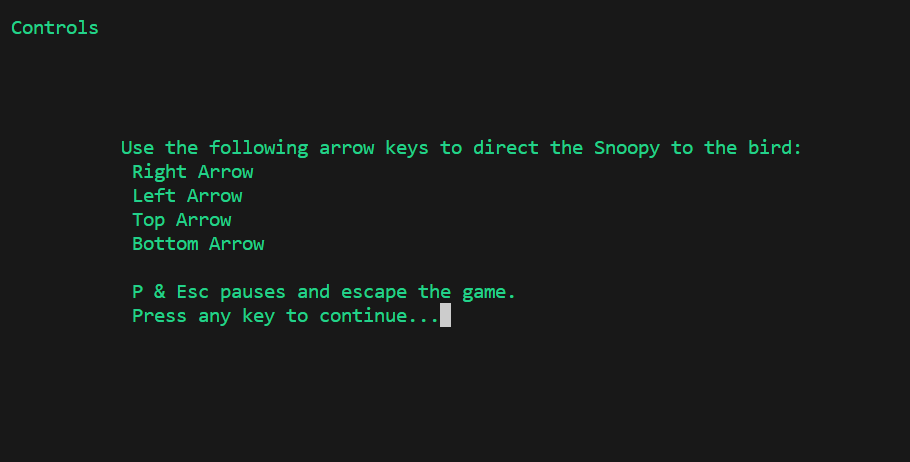 Controls
Use the following arrow keys to direct the Snoopy to the bird:
Right Arrow
Left Arrow
Top Arrow
Bottom Arrow
P & Esc pauses and escape the game.
Press any key to continue...